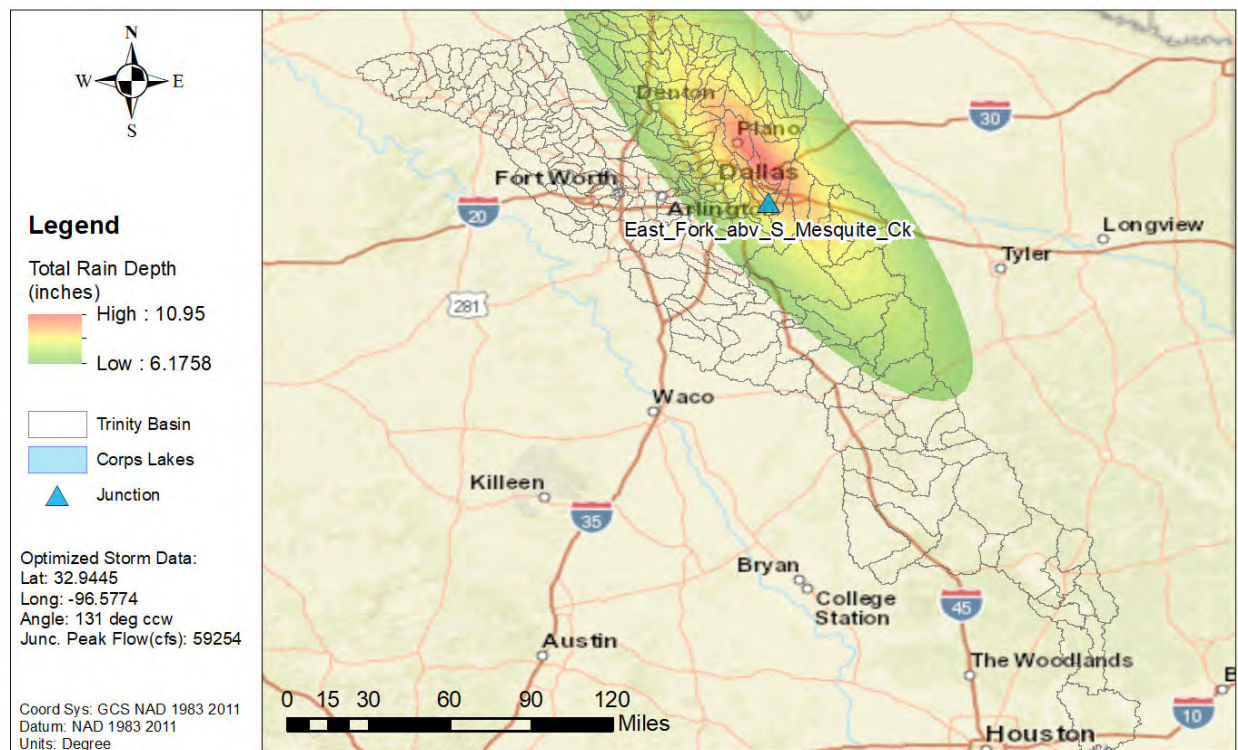 N
W
E
S
Legend
Total Rain Depth
(inches)
High : 10.95
Low : 6.1758
Trinity Basin
Corps Lakes
Junction
Optimized Storm Data:
Lat: 32.9445
Long: -96.5774
Angle: 131 deg ccw
Junc. Peak Flow(cfs): 59254
Coord Sys: GCS NAD 1983 2011
Datum: NAD 1983 2011
Units: Degree
Denton
Plano
30
Dallas
Fort Worth
Arlington
20
East_Fork_abv_S_Mesquite_Ck
Longview
Tyler
281
Waco
Killeen
35
Bryan
College
Station
45
Austin
The Woodlands
Houston
10
0 15 30 60 90 120
Miles